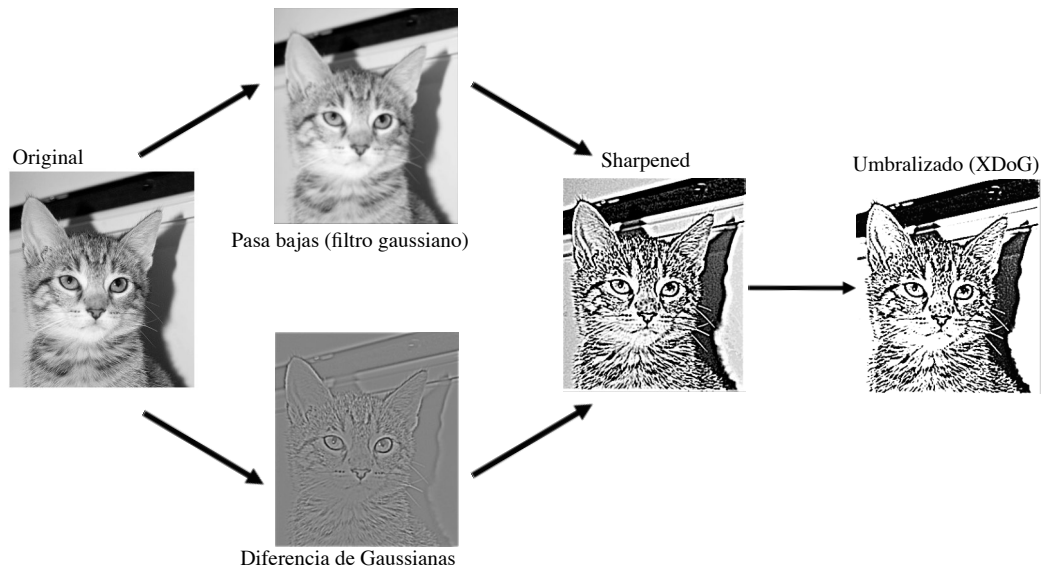 Original
Pasa bajas (filtro gaussiano)
Diferencia de Gaussianas
Sharpened
Umbralizado (XDoG)